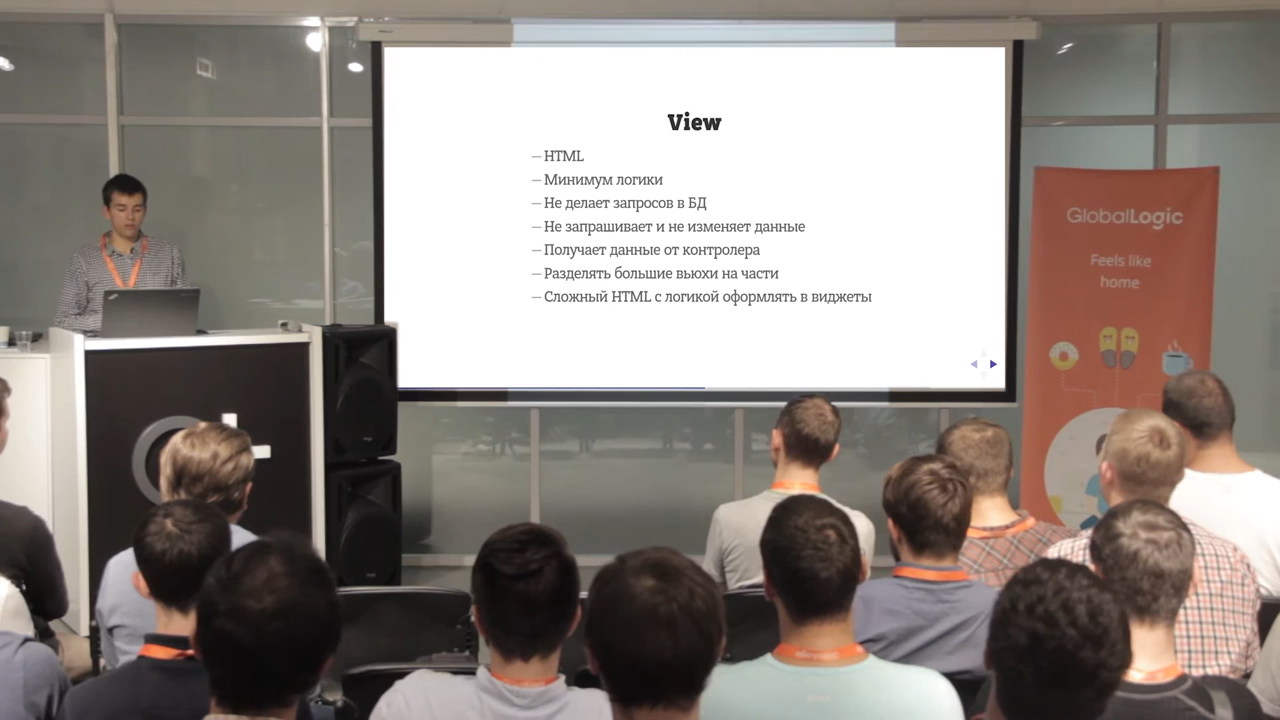 View
— HTML
— Минимум логики
— Не делает запросов в БД
— Не запрашивает и не изменяет данные
— Получает данные от контролера
— Разделять большие вьюхи на части
— Сложный HTML с логикой оформлять в виджеты
GlobalLogic
Feels like
home